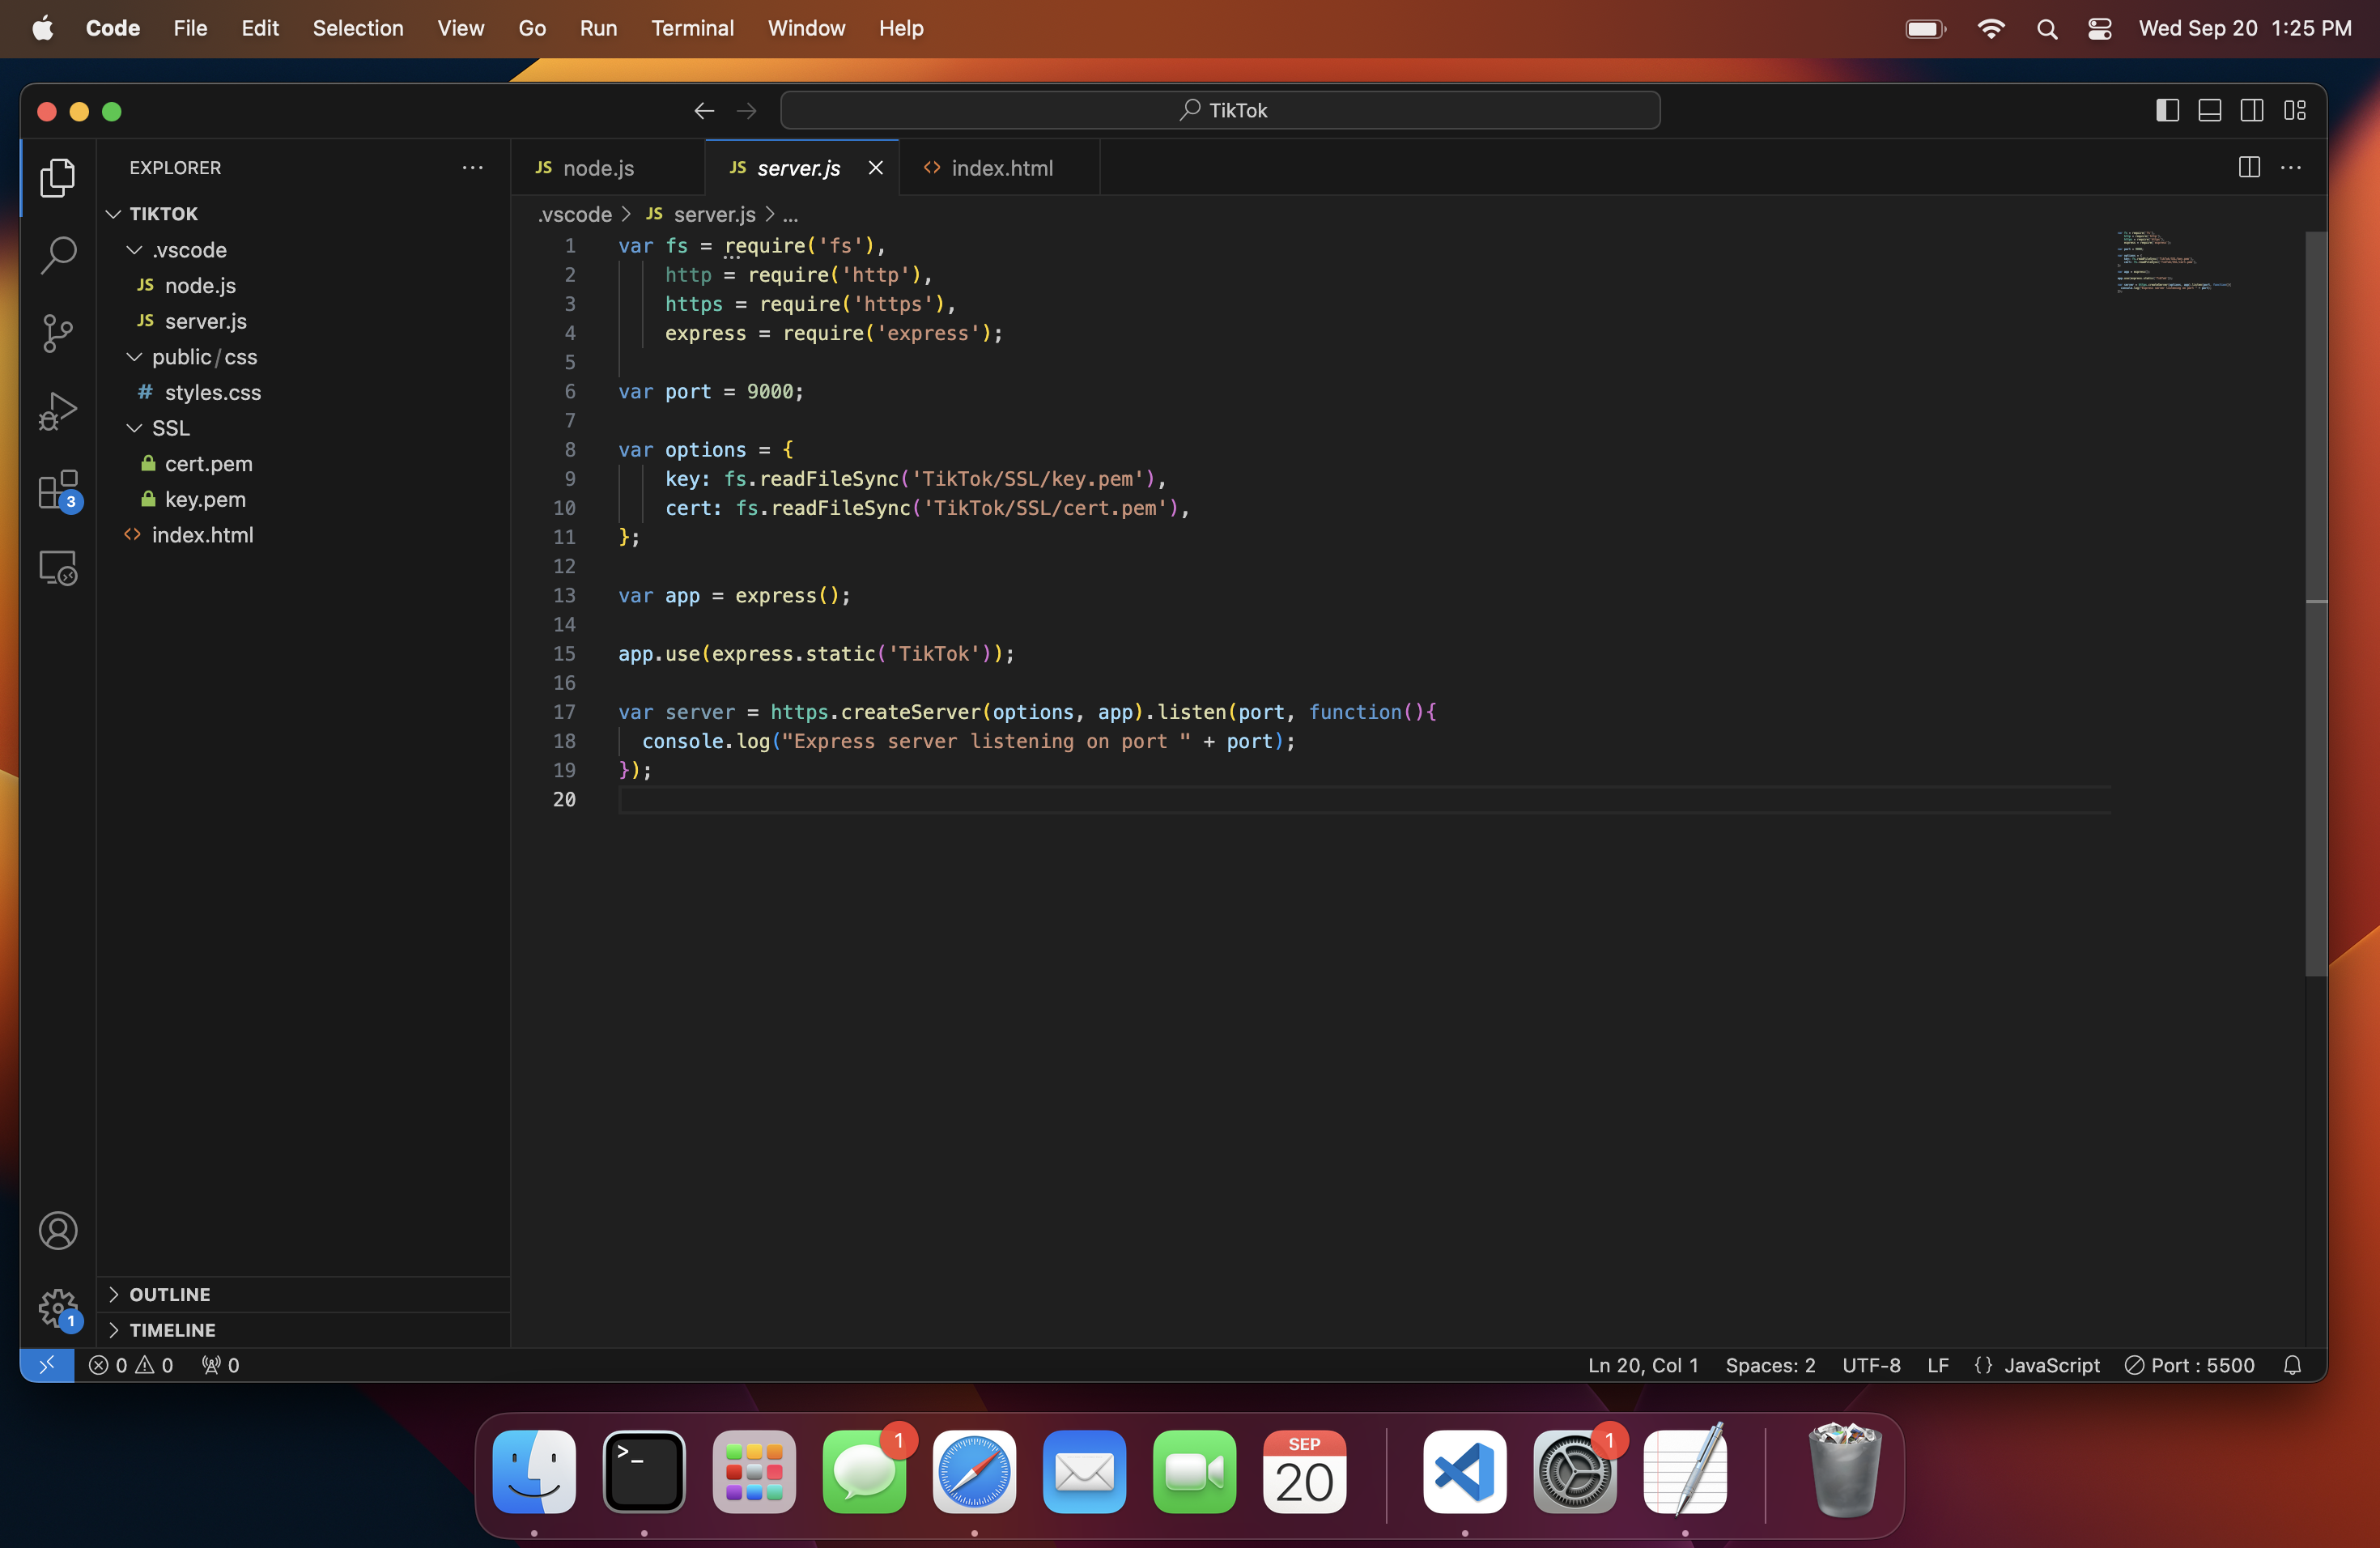 Code File Edit Selection View Go Run Terminal Window Help Wed Sep 20 1:25 PM
TikTok
EXPLORER
TIKTOK
.vscode
JS node.js
JS server.js
public/css
# styles.css
SSL
cert.pem
key.pem
<> index.html
OUTLINE
TIMELINE
3
1
JS node.js JS server.js <> index.html
.vscode > JS server.js > ...
1 var fs = require('fs'),
2 http = require('http'),
3 https = require('https'),
4 express = require('express');
5
6 var port = 9000;
7
8 var options = {
9 key: fs.readFileSync('TikTok/SSL/key.pem'),
10 cert: fs.readFileSync('TikTok/SSL/cert.pem'),
11 };
12
13 var app = express();
14
15 app.use(express.static('TikTok'));
16
17 var server = https.createServer(options, app).listen(port, function(){
18 console.log("Express server listening on port " + port);
19 });
20
0 0 0 Ln 20, Col 1 Spaces: 2 UTF-8 LF {} JavaScript Port : 5500
>_ 1 SEP 1
20